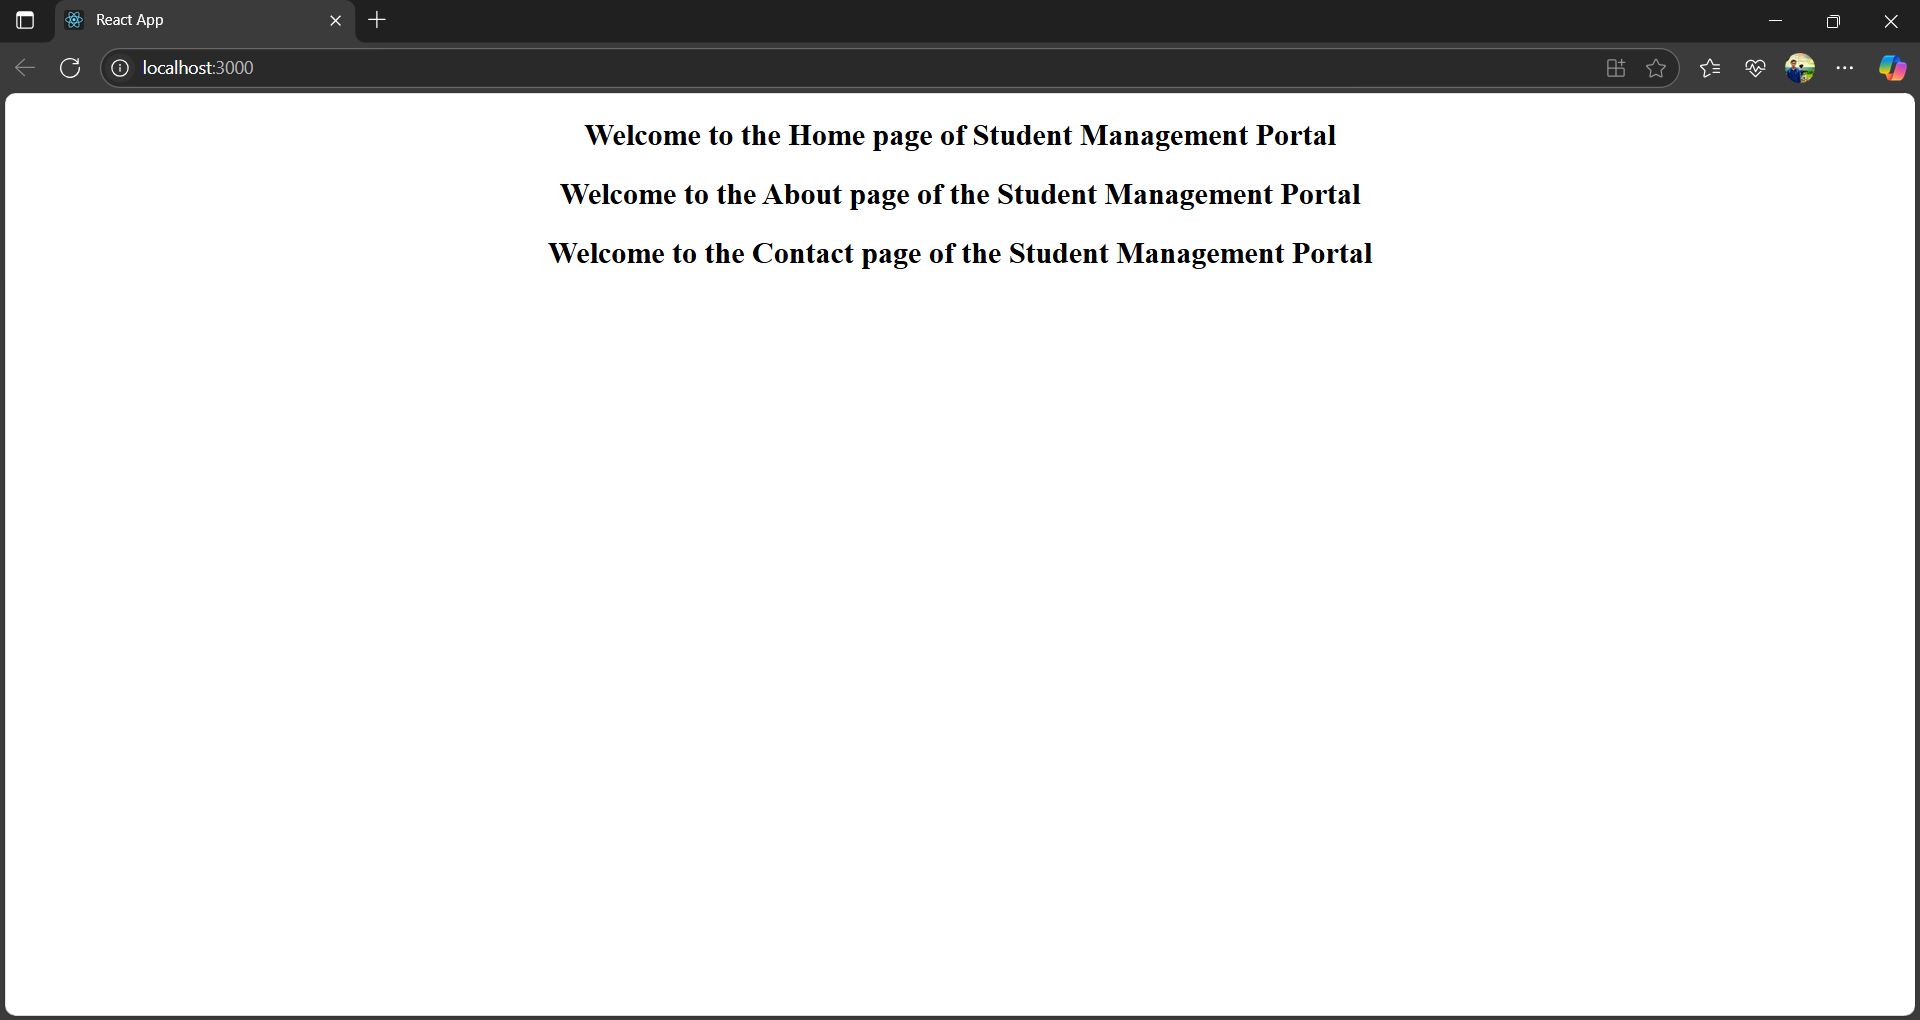 React App
localhost:3000
Welcome to the Home page of Student Management Portal
Welcome to the About page of the Student Management Portal
Welcome to the Contact page of the Student Management Portal